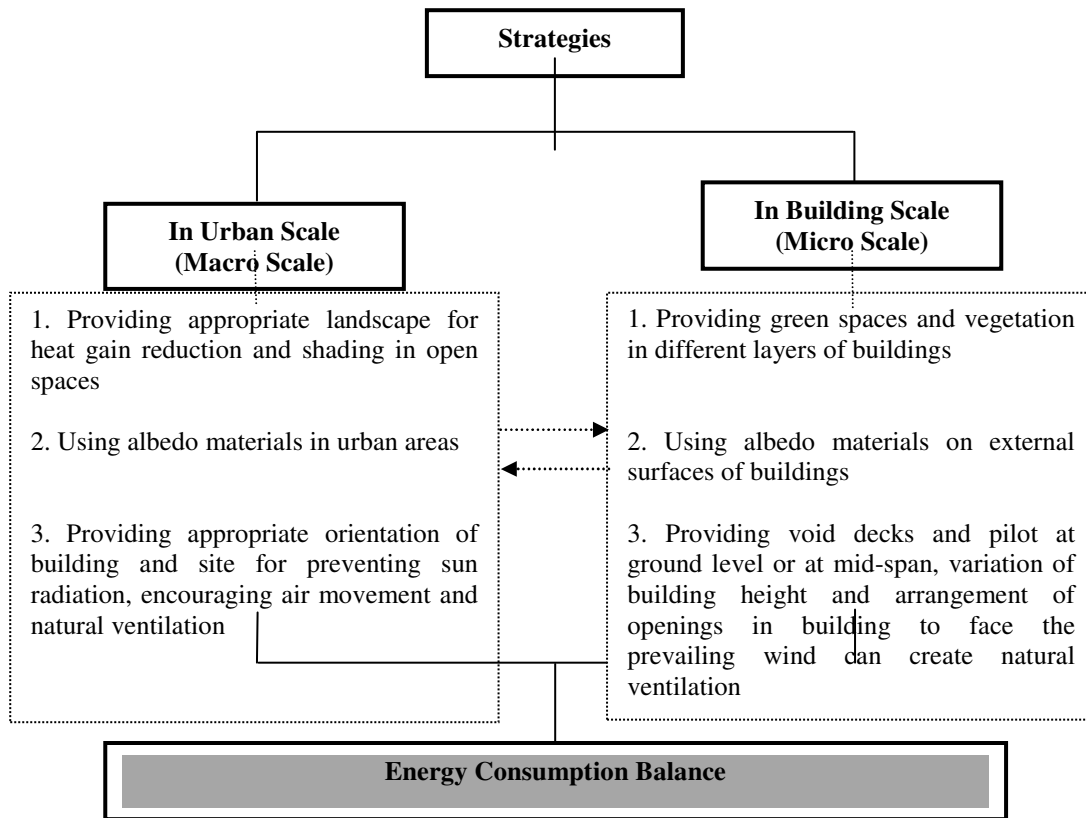 Strategies
In Urban Scale
(Macro Scale)
1. Providing appropriate landscape for
heat gain reduction and shading in open
spaces
2. Using albedo materials in urban areas
3. Providing appropriate orientation of
building and site for preventing sun
radiation, encouraging air movement and
natural ventilation
In Building Scale
(Micro Scale)
1. Providing green spaces and vegetation
in different layers of buildings
2. Using albedo materials on external
surfaces of buildings
3. Providing void decks and pilot at
ground level or at mid-span, variation of
building height and arrangement of
openings in building to face the
prevailing wind can create natural
ventilation
Energy Consumption Balance